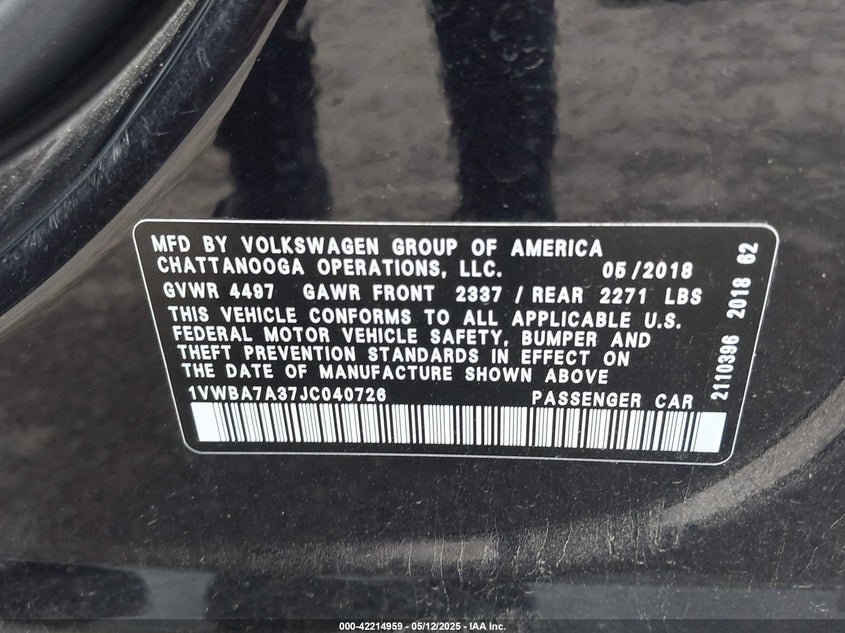 MFD BY VOLKSWAGEN GROUP OF AMERICA
CHATTANOOGA OPERATIONS, LLC. 05/2018
GVWR 4497 GAWR FRONT 2337 / REAR 2271 LBS
THIS VEHICLE CONFORMS TO ALL APPLICABLE U.S.
FEDERAL MOTOR VEHICLE SAFETY, BUMPER AND
THEFT PREVENTION STANDARDS IN EFFECT ON
THE DATE OF MANUFACTURE SHOWN ABOVE
1VWBA7A37JC040726 PASSENGER CAR
2110396 2018 62
000-42214959 - 05/12/2025 - IAA Inc.